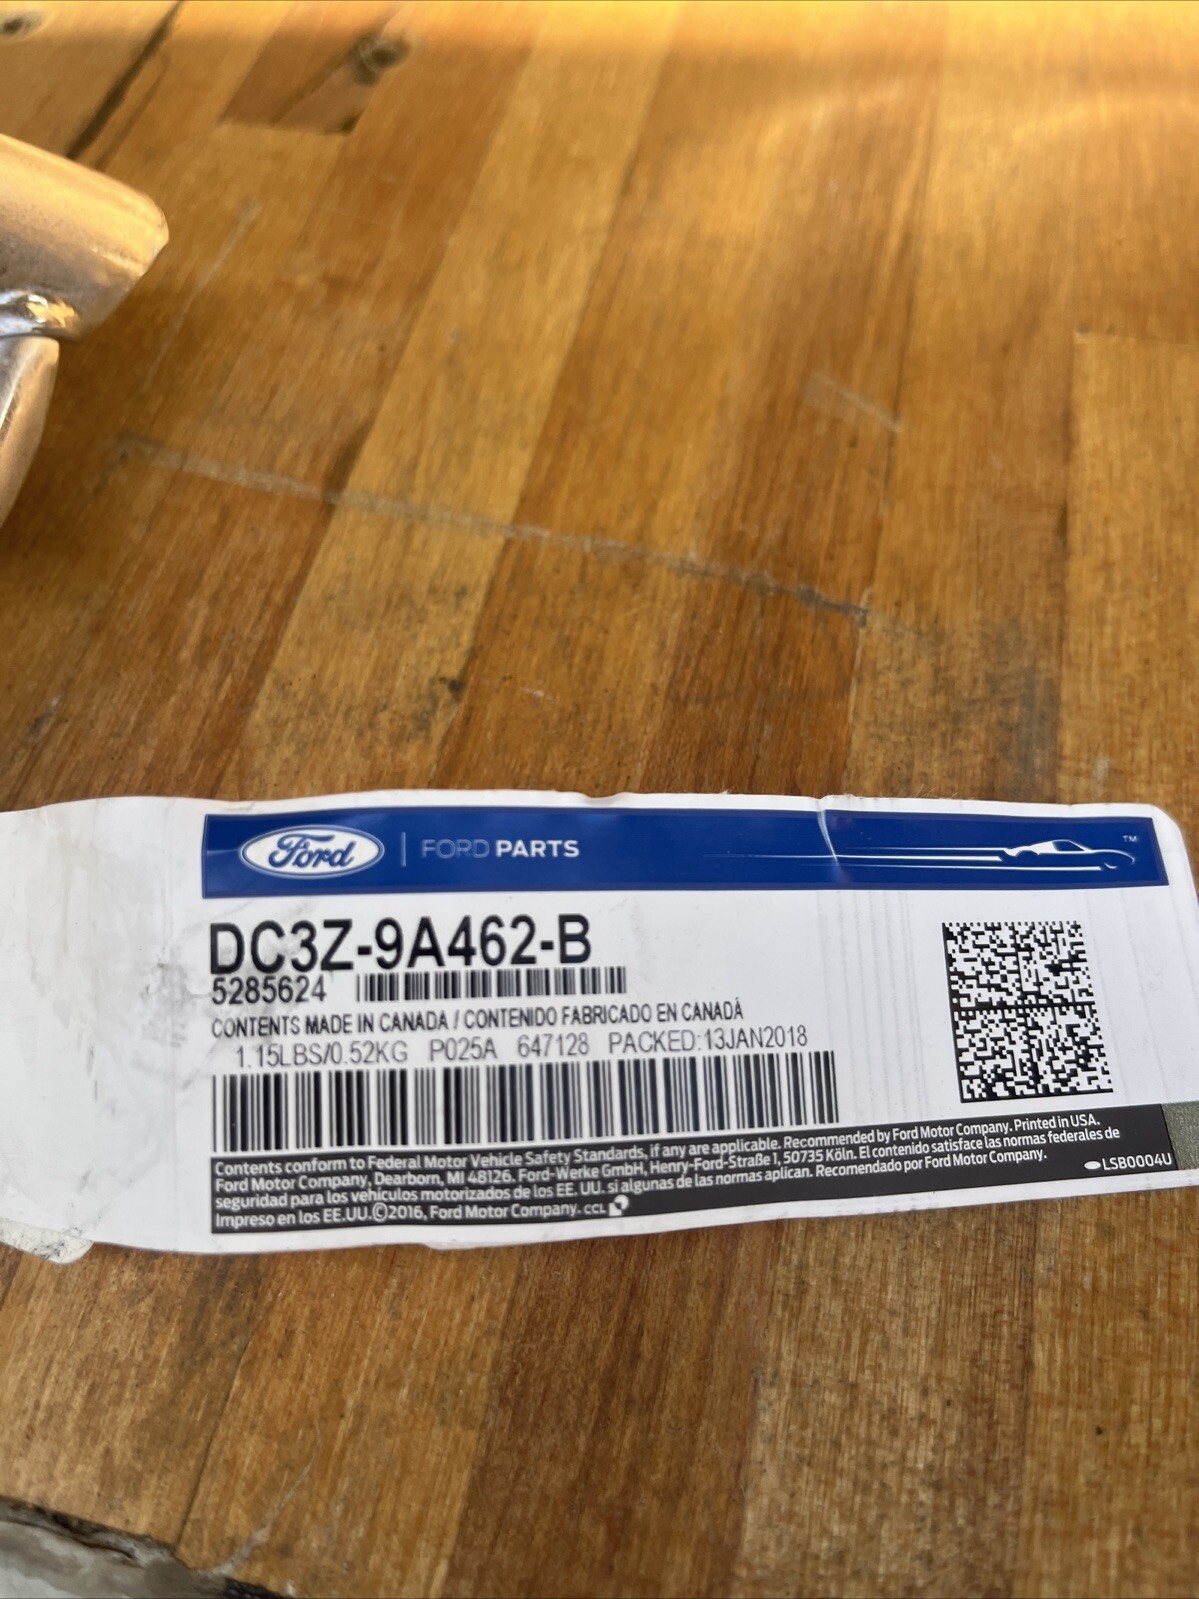 Ford | FORD PARTS
TM
DC3Z-9A462-B
5285624
CONTENTS MADE IN CANADA / CONTENIDO FABRICADO EN CANADÁ
1.15LBS/0.52KG P025A 647128 PACKED:13JAN2018
Contents conform to Federal Motor Vehicle Safety Standards, if any are applicable. Recommended by Ford Motor Company. Printed in USA.
Ford Motor Company, Dearborn, MI 48126. Ford-Werke GmbH, Henry-Ford-Straße 1, 50735 Köln. El contenido satisface las normas federales de
seguridad para los vehículos motorizados de los EE. UU. si algunas de las normas aplican. Recomendado por Ford Motor Company.
Impreso en los EE.UU.©2016, Ford Motor Company. CCL
LSB0004U